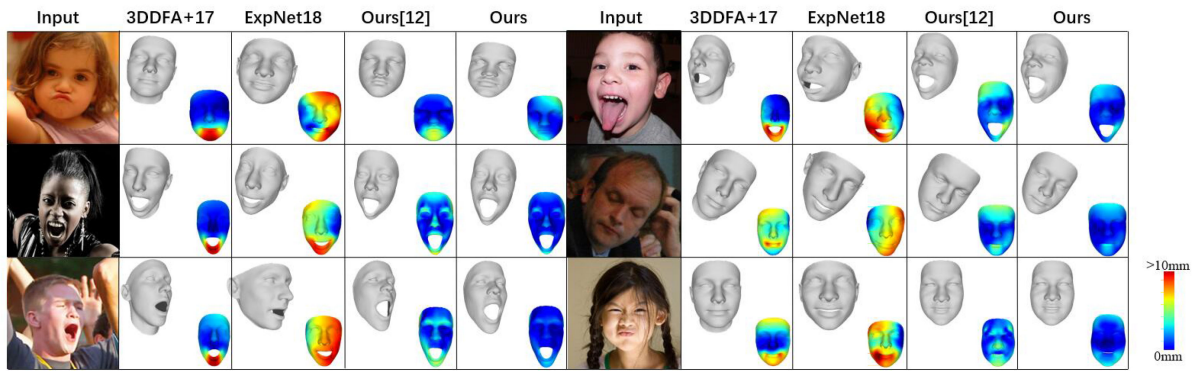 Input 3DDFA+17 ExpNet18 Ours[12] Ours Input 3DDFA+17 ExpNet18 Ours[12] Ours
>10mm
0mm